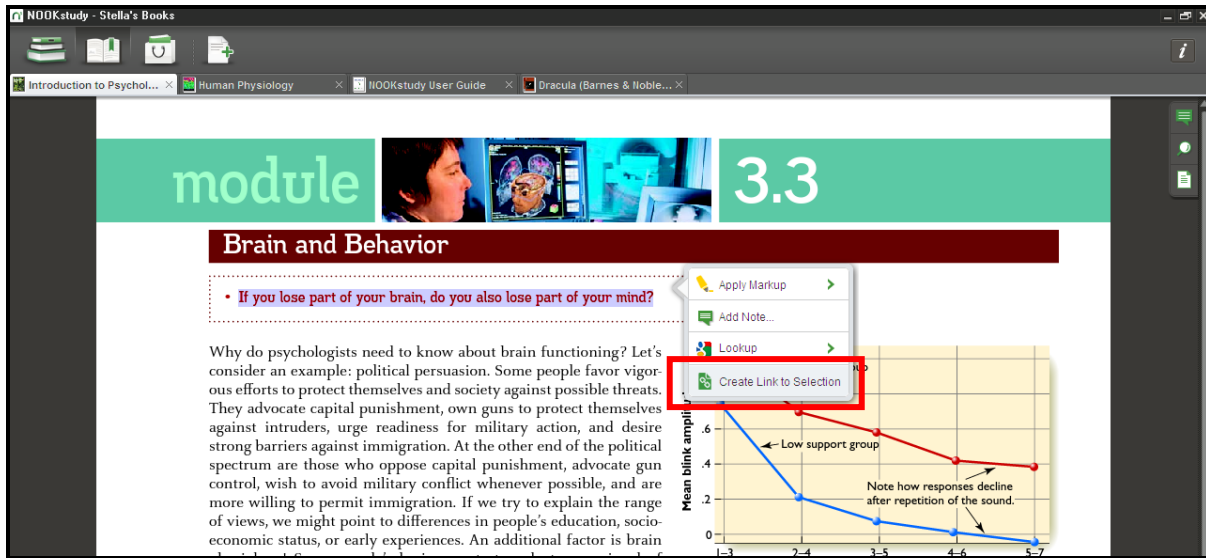 NOOKstudy - Stella's Books
Introduction to Psychol...
Human Physiology
NOOKstudy User Guide
Dracula (Barnes & Noble...
module 3.3
Brain and Behavior
• If you lose part of your brain, do you also lose part of your mind?
Apply Markup
Add Note...
Lookup
Create Link to Selection
Why do psychologists need to know about brain functioning? Let's
consider an example: political persuasion. Some people favor vigor-
ous efforts to protect themselves and society against possible threats.
They advocate capital punishment, own guns to protect themselves
against intruders, urge readiness for military action, and desire
strong barriers against immigration. At the other end of the political
spectrum are those who oppose capital punishment, advocate gun
control, wish to avoid military conflict whenever possible, and are
more willing to permit immigration. If we try to explain the range
of views, we might point to differences in people's education, socio-
economic status, or early experiences. An additional factor is brain
Mean blink
.6
.4
.2
0
Low support group
Note how responses decline
after repetition of the sound.
1–3 2–4 3–5 4–6 5–7